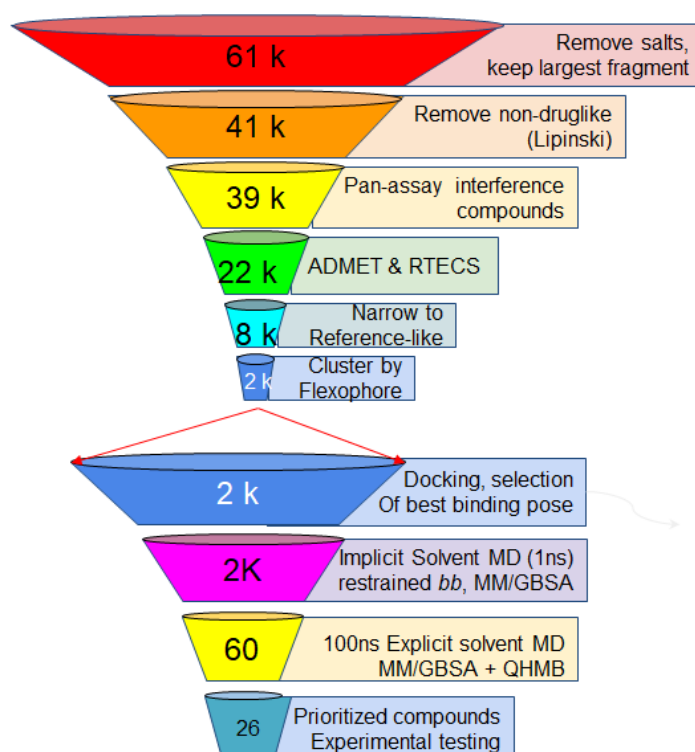 61 k
Remove salts,
keep largest fragment
41 k
Remove non-druglike
(Lipinski)
39 k
Pan-assay interference
compounds
22 k
ADMET & RTECS
8 k
Narrow to
Reference-like
2 k
Cluster by
Flexophore
2 k
Docking, selection
Of best binding pose
2K
Implicit Solvent MD (1ns)
restrained bb, MM/GBSA
60
100ns Explicit solvent MD
MM/GBSA + QHMB
26
Prioritized compounds
Experimental testing